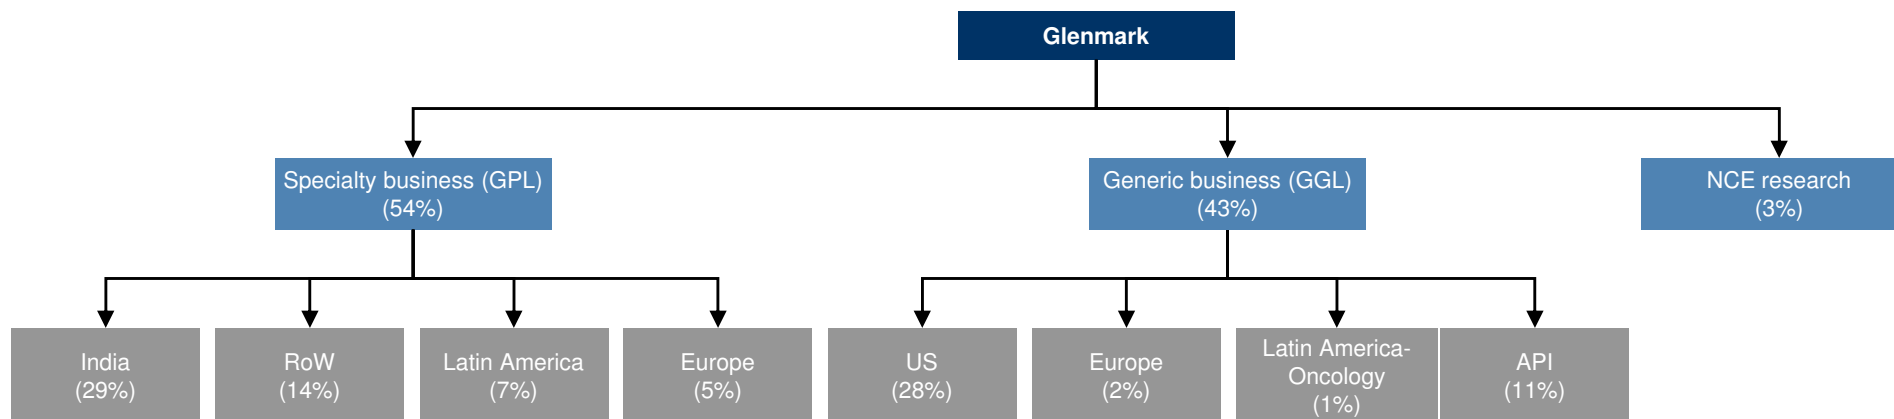 Glenmark
Specialty business (GPL)
(54%)
Generic business (GGL)
(43%)
NCE research
(3%)
India
(29%)
RoW
(14%)
Latin America
(7%)
Europe
(5%)
US
(28%)
Europe
(2%)
Latin America-
Oncology
(1%)
API
(11%)